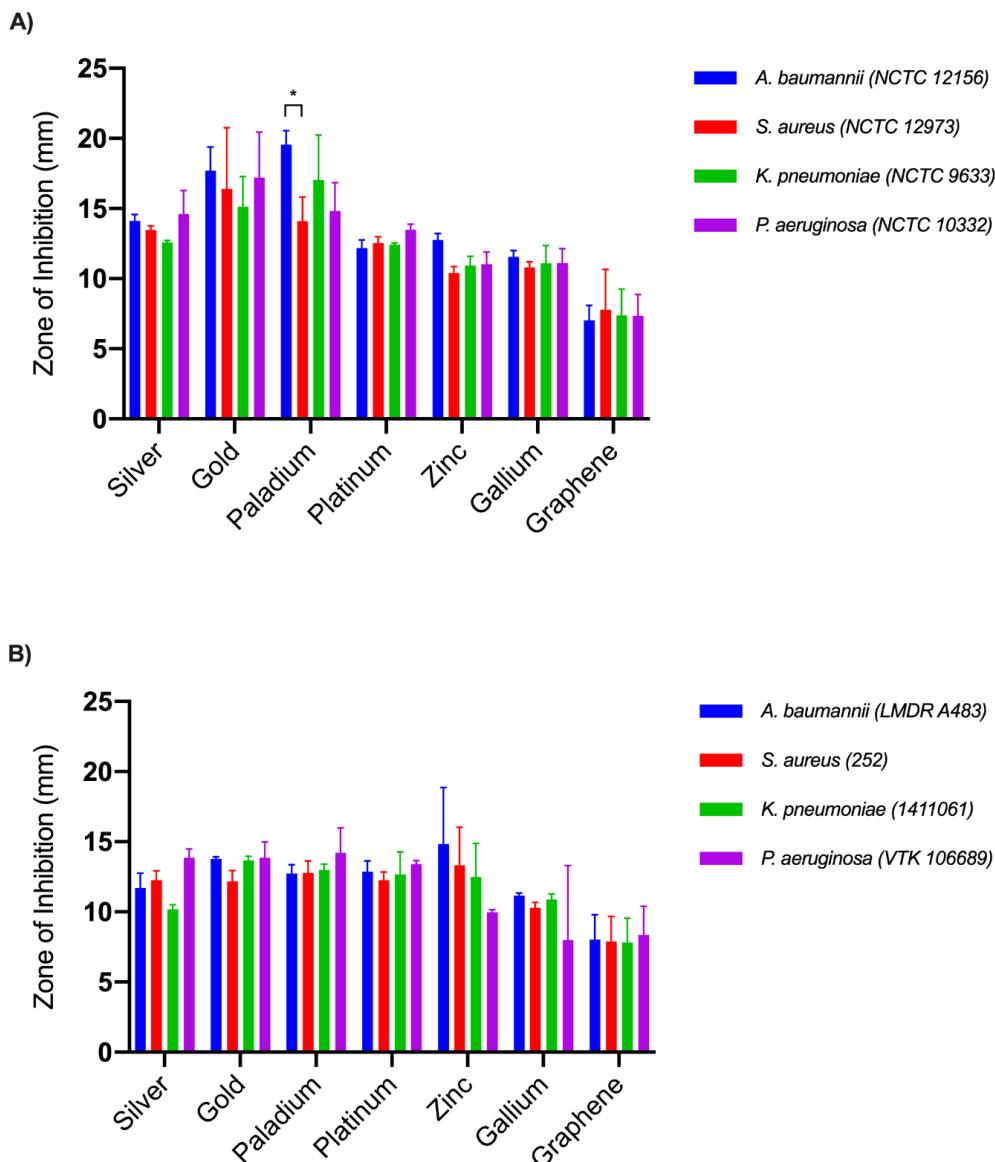 A)
Zone of Inhibition (mm)
25
20
15
10
5
0
*
Silver
Gold
Paladium
Platinum
Zinc
Gallium
Graphene
A. baumannii (NCTC 12156)
S. aureus (NCTC 12973)
K. pneumoniae (NCTC 9633)
P. aeruginosa (NCTC 10332)
B)
Zone of Inhibition (mm)
25
20
15
10
5
0
Silver
Gold
Paladium
Platinum
Zinc
Gallium
Graphene
A. baumannii (LMDR A483)
S. aureus (252)
K. pneumoniae (1411061)
P. aeruginosa (VTK 106689)